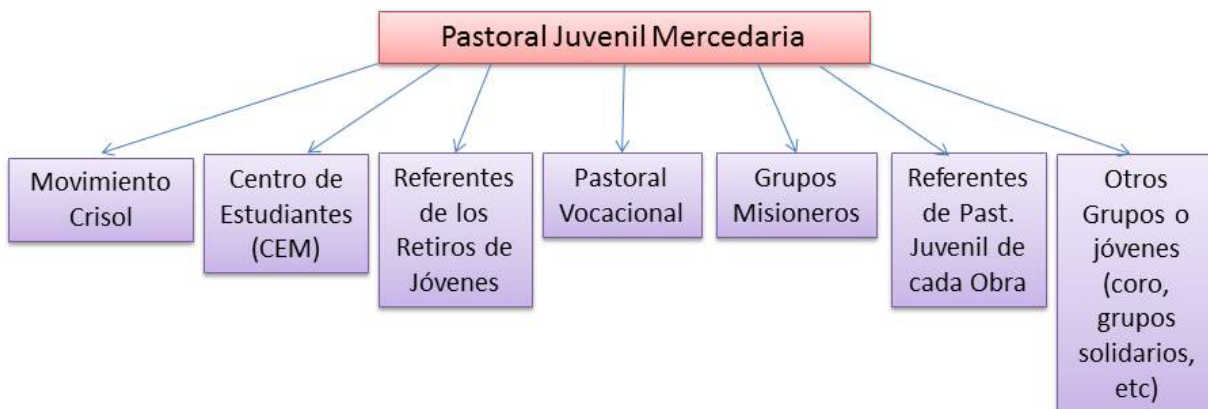 Pastoral Juvenil Mercedaria
Movimiento
Crisol
Centro de
Estudiantes
(CEM)
Referentes
de los
Retiros de
Jóvenes
Pastoral
Vocacional
Grupos
Misioneros
Referentes
de Past.
Juvenil de
cada Obra
Otros
Grupos o
jóvenes
(coro,
grupos
solidarios,
etc)